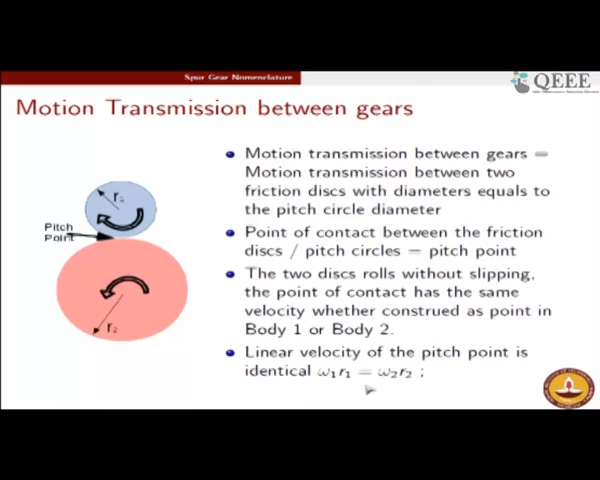 Spur Gear Nomenclature
QEEE
Motion Transmission between gears
r₁
Pitch
Point
r₂
Motion transmission between gears =
Motion transmission between two
friction discs with diameters equals to
the pitch circle diameter
Point of contact between the friction
discs / pitch circles = pitch point
The two discs rolls without slipping,
the point of contact has the same
velocity whether construed as point in
Body 1 or Body 2.
Linear velocity of the pitch point is
identical ω₁r₁ = ω₂r₂ ;